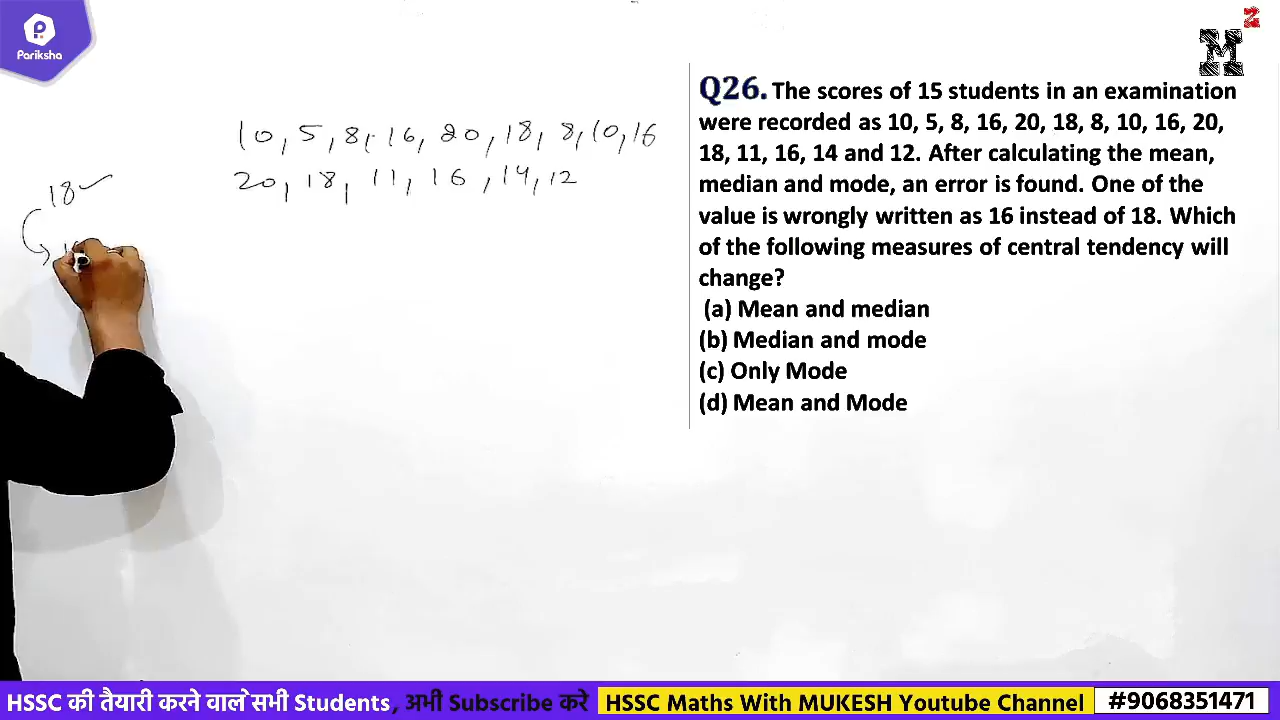 Pariksha
M²
10, 5, 8, 16, 20, 18, 8, 10, 16
20, 18, 11, 16, 14, 12
18 ✓
Q26. The scores of 15 students in an examination
were recorded as 10, 5, 8, 16, 20, 18, 8, 10, 16, 20,
18, 11, 16, 14 and 12. After calculating the mean,
median and mode, an error is found. One of the
value is wrongly written as 16 instead of 18. Which
of the following measures of central tendency will
change?
(a) Mean and median
(b) Median and mode
(c) Only Mode
(d) Mean and Mode
HSSC की तैयारी करने वाले सभी Students, अभी Subscribe करे HSSC Maths With MUKESH Youtube Channel #9068351471